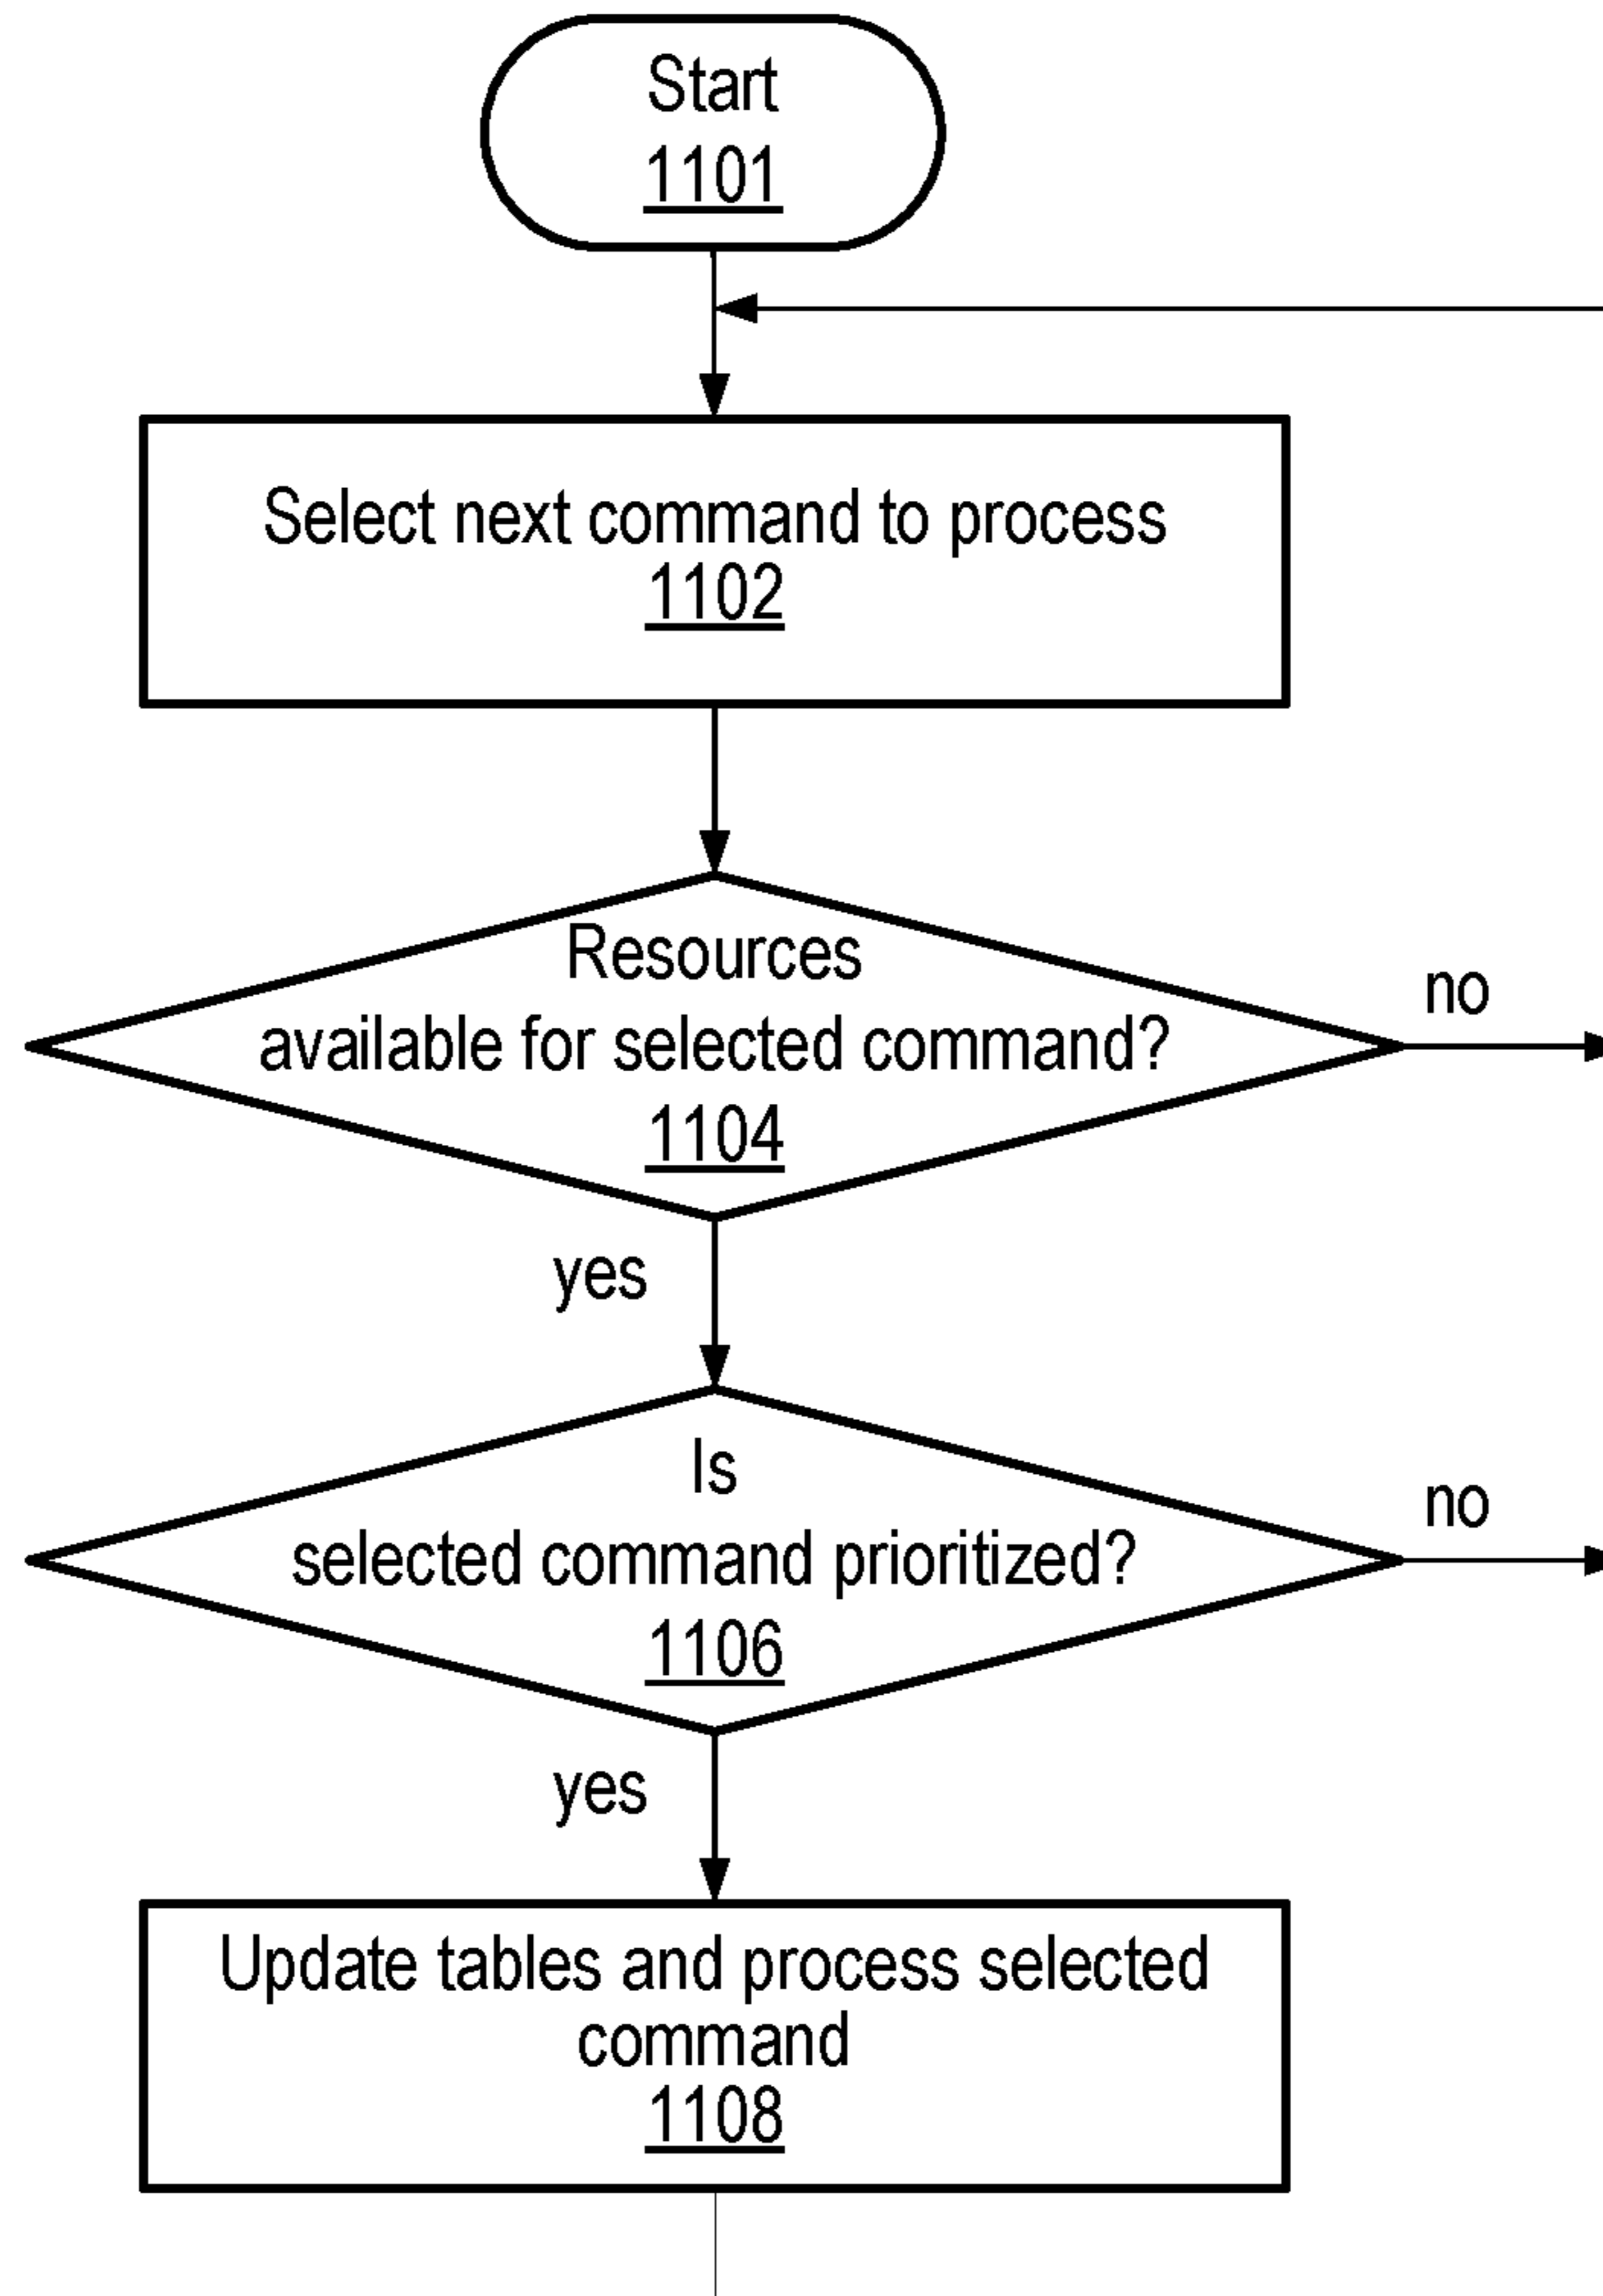 Start
1101
Select next command to process
1102
Resources
available for selected command?
1104
no
yes
Is
selected command prioritized?
1106
no
yes
Update tables and process selected
command
1108